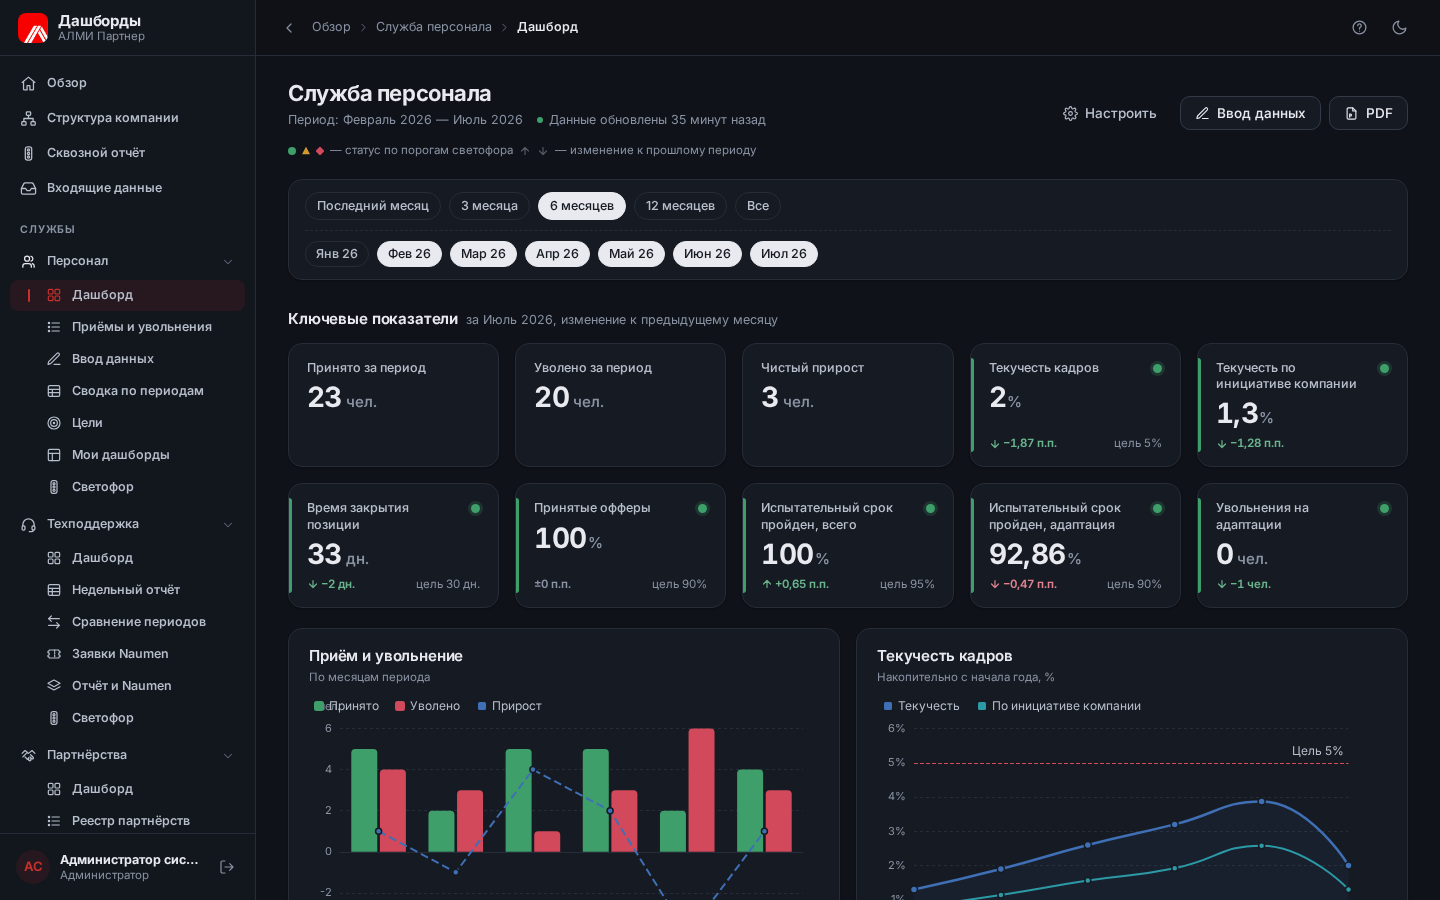 Дашборды
АЛМИ Партнер
Обзор
Структура компании
Сквозной отчёт
Входящие данные
СЛУЖБЫ
Персонал
Дашборд
Приёмы и увольнения
Ввод данных
Сводка по периодам
Цели
Мои дашборды
Светофор
Техподдержка
Дашборд
Недельный отчёт
Сравнение периодов
Заявки Naumen
Отчёт и Naumen
Светофор
Партнёрства
Дашборд
Реестр партнёрств
АС
Администратор сис...
Администратор
Обзор
Служба персонала
Дашборд
Служба персонала
Период: Февраль 2026 — Июль 2026
Данные обновлены 35 минут назад
— статус по порогам светофора ↑ ↓ — изменение к прошлому периоду
Настроить
Ввод данных
PDF
Последний месяц
3 месяца
6 месяцев
12 месяцев
Все
Янв 26
Фев 26
Мар 26
Апр 26
Май 26
Июн 26
Июл 26
Ключевые показатели за Июль 2026, изменение к предыдущему месяцу
Принято за период
23 чел.
Уволено за период
20 чел.
Чистый прирост
3 чел.
Текучесть кадров
2%
↓ −1,87 п.п.
цель 5%
Текучесть по
инициативе компании
1,3%
↓ −1,28 п.п.
Время закрытия
позиции
33 дн.
↓ −2 дн.
цель 30 дн.
Принятые офферы
100%
±0 п.п.
цель 90%
Испытательный срок
пройден, всего
100%
↑ +0,65 п.п.
цель 95%
Испытательный срок
пройден, адаптация
92,86%
↓ −0,47 п.п.
цель 90%
Увольнения на
адаптации
0 чел.
↓ −1 чел.
Приём и увольнение
По месяцам периода
Принято
Уволено
Прирост
6
4
2
0
-2
Текучесть кадров
Накопительно с начала года, %
Текучесть
По инициативе компании
6%
Цель 5%
5%
4%
3%
2%
1%